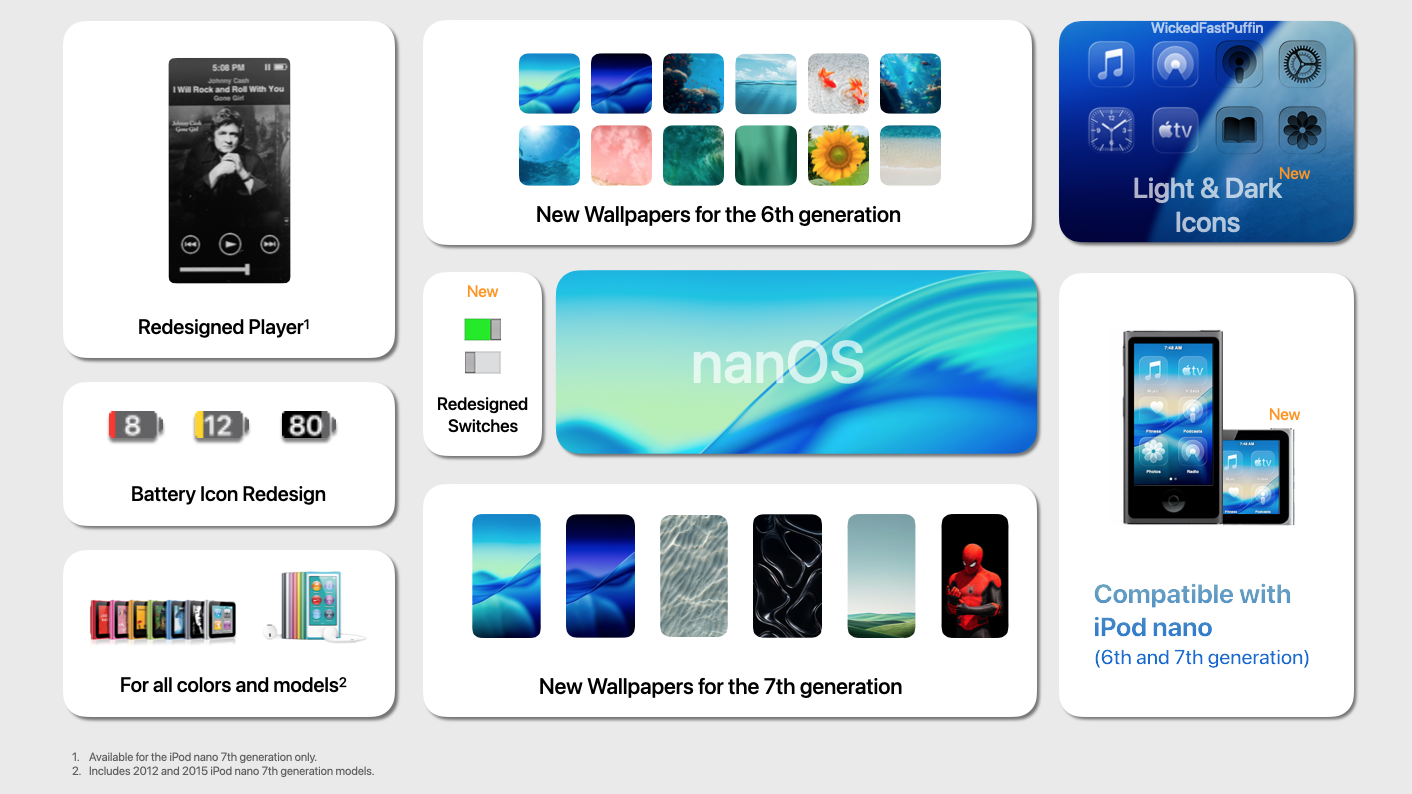 5:08 PM
Johnny Cash
I Will Rock and Roll With You
Gone Girl
Johnny Cash
Gone Girl
Redesigned Player1
8
12
80
Battery Icon Redesign
For all colors and models2
New Wallpapers for the 6th generation
New
Redesigned
Switches
nanOS
New Wallpapers for the 7th generation
WickedFastPuffin
tv
New
Light & Dark
Icons
7:48 AM
tv
Fitness
Podcasts
Photos
Radio
New
7:48 AM
tv
Fitness
Podcasts
Compatible with
iPod nano
(6th and 7th generation)
1. Available for the iPod nano 7th generation only.
2. Includes 2012 and 2015 iPod nano 7th generation models.